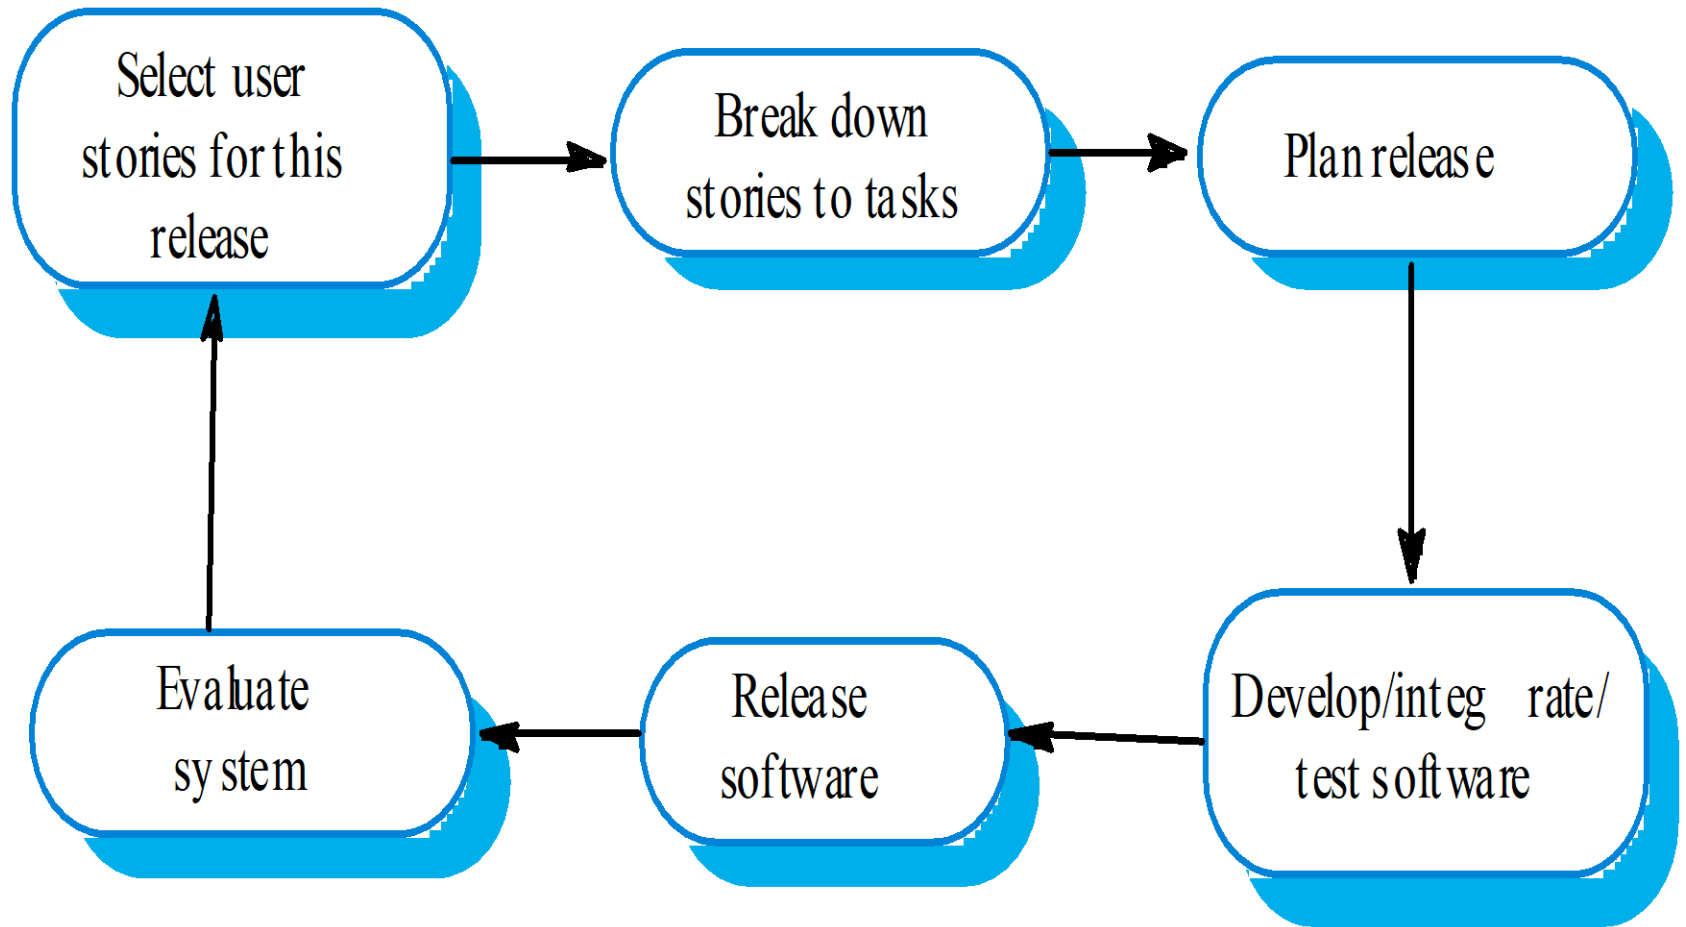 Select user
stories for this
release
Break down
stories to tasks
Plan release
Develop/integ rate/
test software
Release
software
Evaluate
system